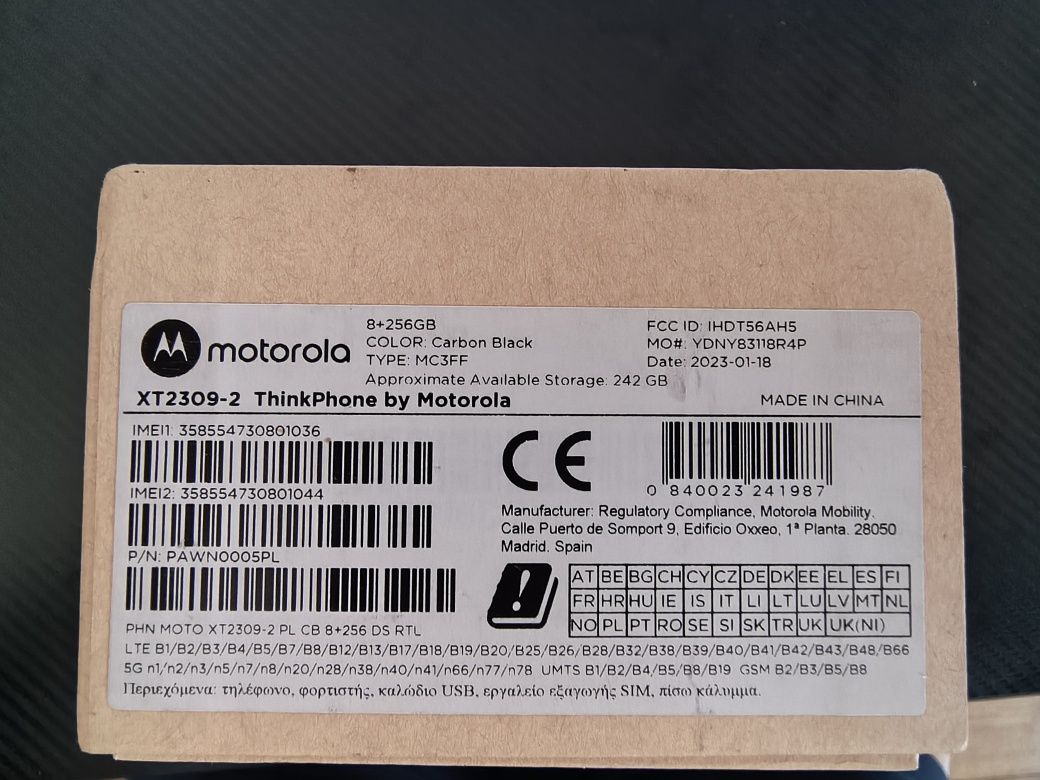 motorola
8+256GB
COLOR: Carbon Black
TYPE: MC3FF
Approximate Available Storage: 242 GB
FCC ID: IHDT56AH5
MO#: YDNY83118R4P
Date: 2023-01-18
XT2309-2 ThinkPhone by Motorola
MADE IN CHINA
IMEI1: 358554730801036
IMEI2: 358554730801044
P/N: PAWN0005PL
PHN MOTO XT2309-2 PL CB 8+256 DS RTL
CE
0 840023 241987
Manufacturer: Regulatory Compliance, Motorola Mobility,
Calle Puerto de Somport 9, Edificio Oxxeo, 1ª Planta. 28050
Madrid. Spain
AT BE BG CH CY CZ DE DK EE EL ES FI
FR HR HU IE IS IT LI LT LU LV MT NL
NO PL PT RO SE SI SK TR UK UK(NI)
LTE B1/B2/B3/B4/B5/B7/B8/B12/B13/B17/B18/B19/B20/B25/B26/B28/B32/B38/B39/B40/B41/B42/B43/B48/B66
5G n1/n2/n3/n5/n7/n8/n20/n28/n38/n40/n41/n66/n77/n78 UMTS B1/B2/B4/B5/B8/B19 GSM B2/B3/B5/B8
Περιεχόμενα: τηλέφωνο, φορτιστής, καλώδιο USB, εργαλείο εξαγωγής SIM, πίσω κάλυμμα.